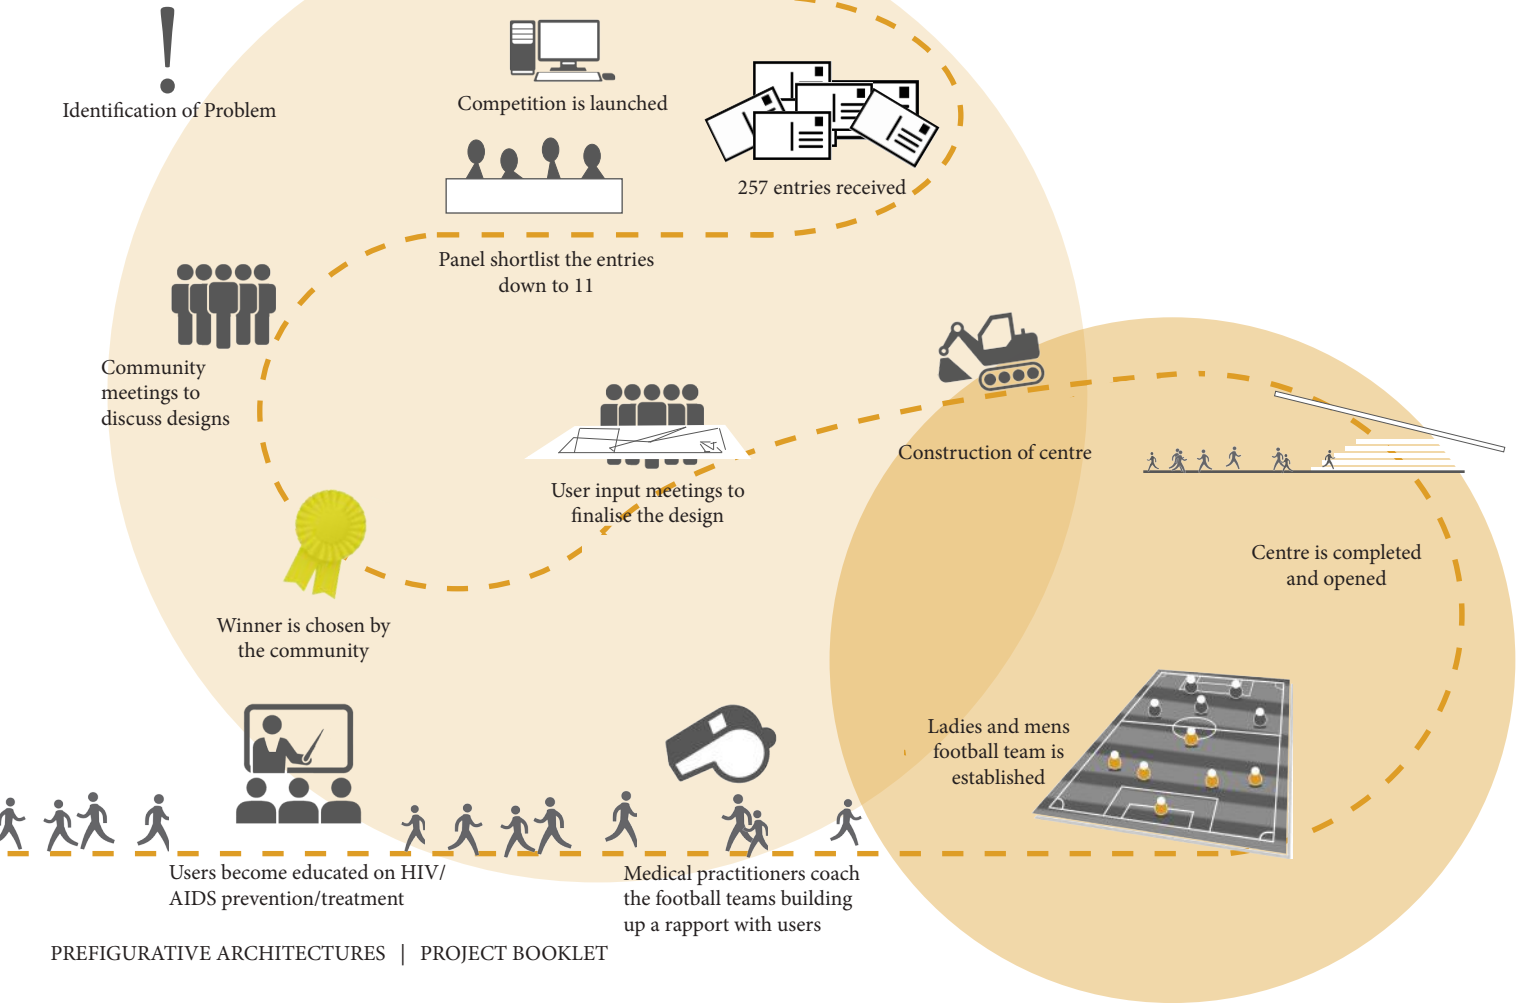 Identification of Problem
Competition is launched
257 entries received
Panel shortlist the entries
down to 11
Community
meetings to
discuss designs
Winner is chosen by
the community
User input meetings to
finalise the design
Construction of centre
Centre is completed
and opened
Ladies and mens
football team is
established
Medical practitioners coach
the football teams building
up a rapport with users
Users become educated on HIV/
AIDS prevention/treatment
PREFIGURATIVE ARCHITECTURES | PROJECT BOOKLET